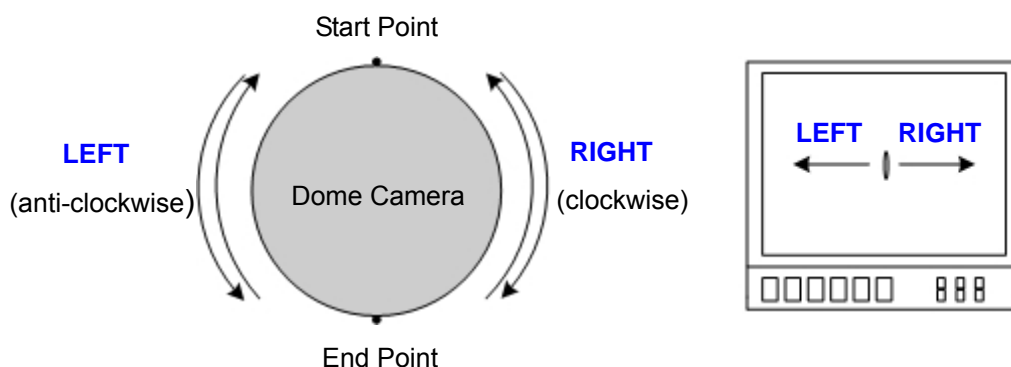 Start Point
LEFT
(anti-clockwise)
Dome Camera
RIGHT
(clockwise)
End Point
LEFT RIGHT